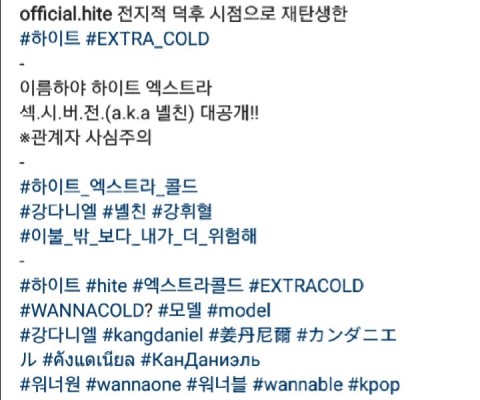 official.hite 전지적 덕후 시점으로 재탄생한
#하이트 #EXTRA_COLD
-
이름하야 하이트 엑스트라
섹.시.버.전.(a.k.a 녤친) 대공개!!
※관계자 사심주의
-
#하이트_엑스트라_콜드
#강다니엘 #녤친 #강휘혈
#이불_밖_보다_내가_더_위험해
-
#하이트 #hite #엑스트라콜드 #EXTRACOLD
#WANNACOLD? #모델 #model
#강다니엘 #kangdaniel #姜丹尼爾 #カンダニエ
ル #คังแดเนียล #КанДаниэль
#워너원 #wannaone #워너블 #wannable #kpop